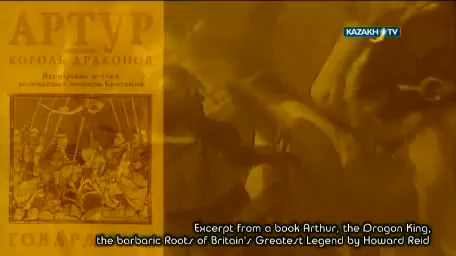 АРТУР
КОРОЛЬ ДРАКОНОВ
KAZAKH TV
Excerpt from a book Arthur, the Dragon King,
the barbaric Roots of Britain's Greatest Legend by Howard Reid